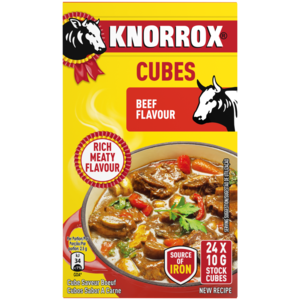 KNORROX®
CUBES
BEEF
FLAVOUR
RICH
MEATY
FLAVOUR
SOURCE
OF
IRON
24 X
10 G
STOCK
CUBES
NEW RECIPE